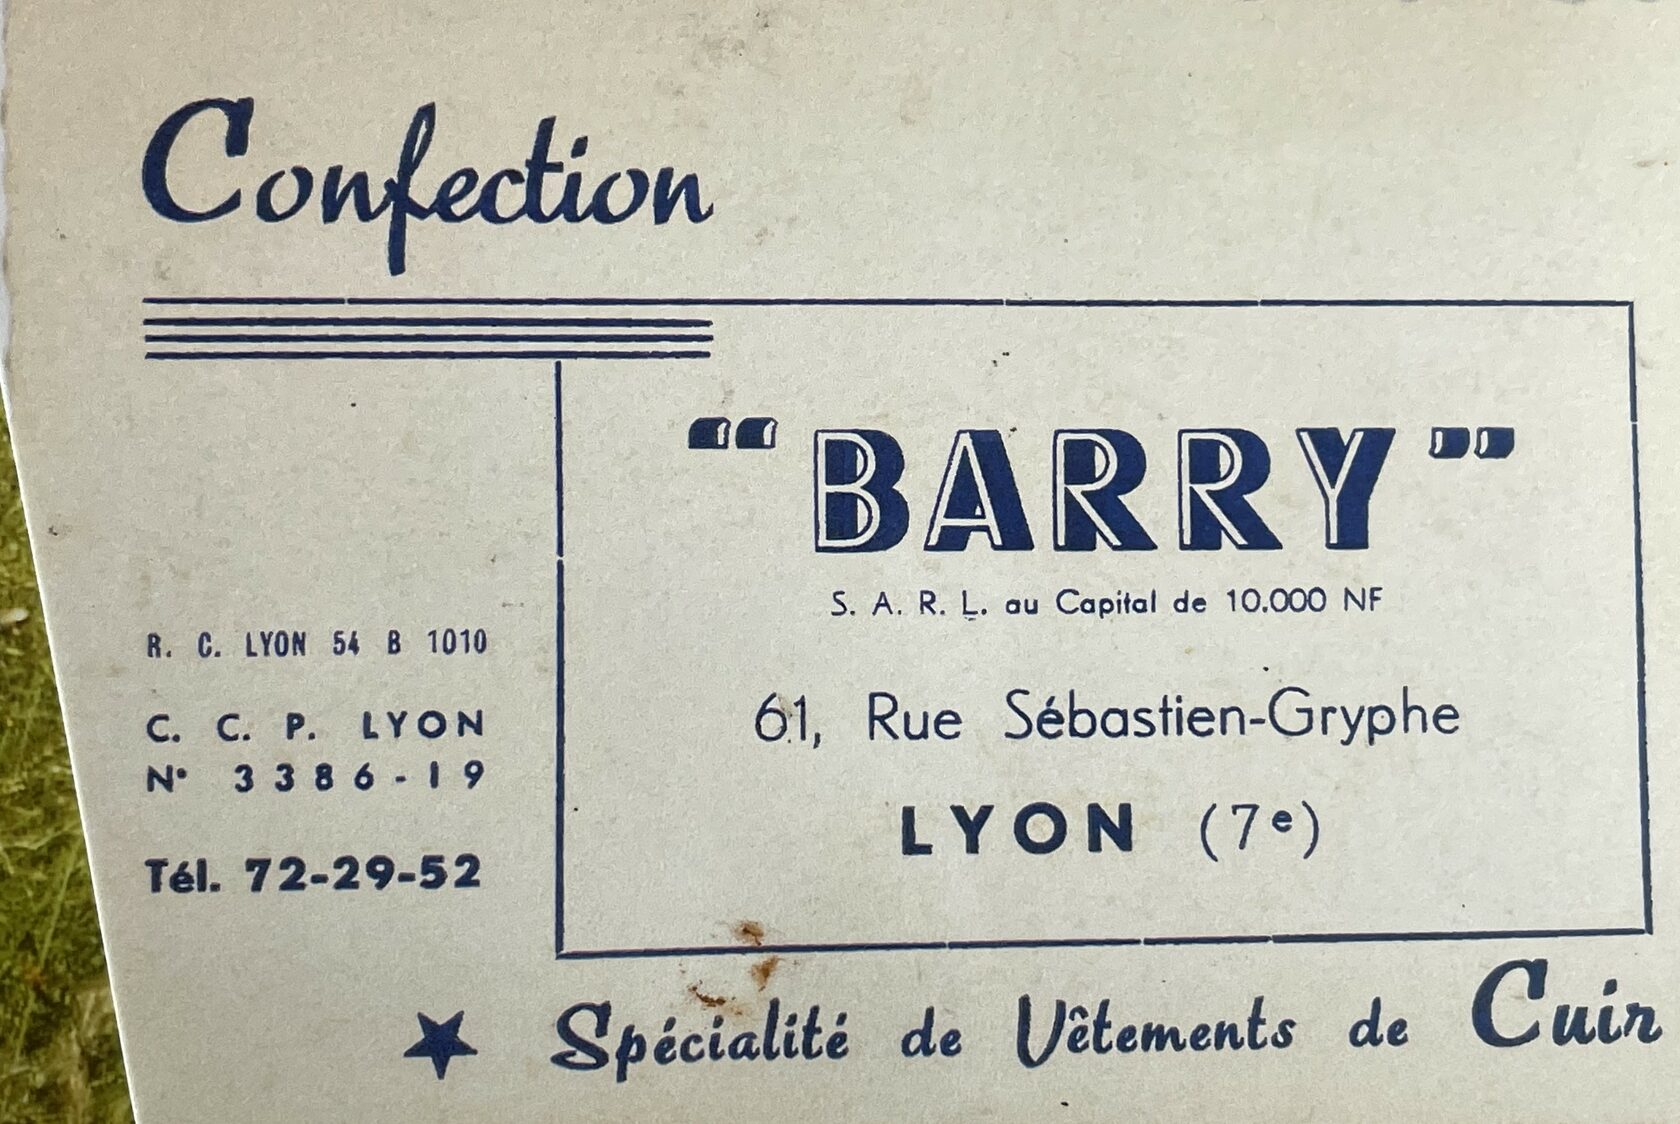 Confection
“BARRY”
S. A. R. L. au Capital de 10.000 NF
61, Rue Sébastien-Gryphe
LYON (7e)
R. C. LYON 54 B 1010
C. C. P. LYON
N° 3386-19
Tél. 72-29-52
★ Spécialité de Vêtements de Cuir